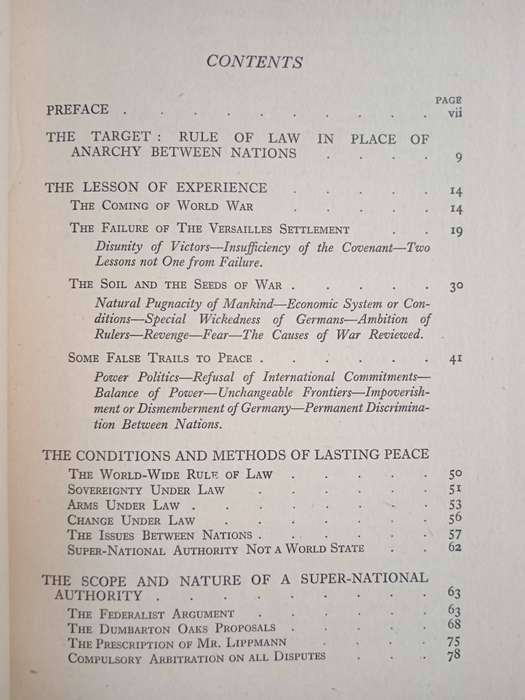 CONTENTS
PAGE
PREFACE . . . . . . . . . vii
THE TARGET: RULE OF LAW IN PLACE OF
ANARCHY BETWEEN NATIONS . . . . 9
THE LESSON OF EXPERIENCE . . . . . 14
THE COMING OF WORLD WAR . . . . . 14
THE FAILURE OF THE VERSAILLES SETTLEMENT . . 19
Disunity of Victors—Insufficiency of the Covenant—Two
Lessons not One from Failure.
THE SOIL AND THE SEEDS OF WAR . . . . . 30
Natural Pugnacity of Mankind—Economic System or Con-
ditions—Special Wickedness of Germans—Ambition of
Rulers—Revenge—Fear—The Causes of War Reviewed.
SOME FALSE TRAILS TO PEACE . . . . . . 41
Power Politics—Refusal of International Commitments—
Balance of Power—Unchangeable Frontiers—Impoverish-
ment or Dismemberment of Germany—Permanent Discrimina-
tion Between Nations.
THE CONDITIONS AND METHODS OF LASTING PEACE
THE WORLD-WIDE RULE OF LAW . . . . . 50
SOVEREIGNTY UNDER LAW . . . . . . 51
ARMS UNDER LAW . . . . . . . . 53
CHANGE UNDER LAW . . . . . . . 56
THE ISSUES BETWEEN NATIONS . . . . . . 57
SUPER-NATIONAL AUTHORITY NOT A WORLD STATE . . 62
THE SCOPE AND NATURE OF A SUPER-NATIONAL
AUTHORITY . . . . . . . . . 63
THE FEDERALIST ARGUMENT . . . . . . 63
THE DUMBARTON OAKS PROPOSALS . . . . . 68
THE PRESCRIPTION OF MR. LIPPMANN . . . . 75
COMPULSORY ARBITRATION ON ALL DISPUTES . . . 78